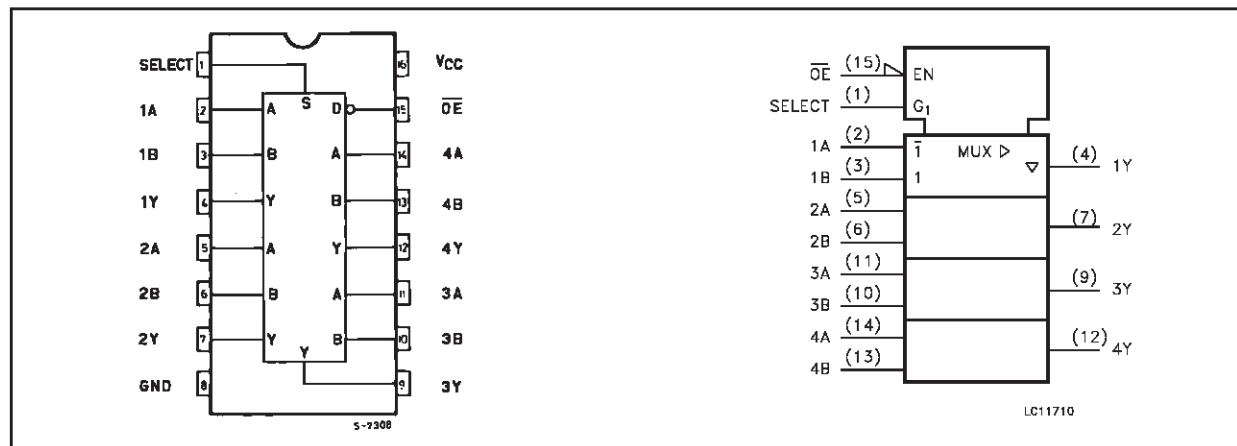 SELECT 1 16 VCC
S
1A 2 A D 15 OE
1B 3 B A 14 4A
1Y 4 Y B 13 4B
2A 5 A Y 12 4Y
2B 6 B A 11 3A
2Y 7 Y B 10 3B
Y
GND 8 9 3Y
S-7308
OE (15) EN
SELECT (1) G1
1A (2) 1 MUX ▷ (4) 1Y
1B (3) 1 ▽
2A (5)
2B (6) (7) 2Y
3A (11)
3B (10) (9) 3Y
4A (14)
4B (13) (12) 4Y
LC11710